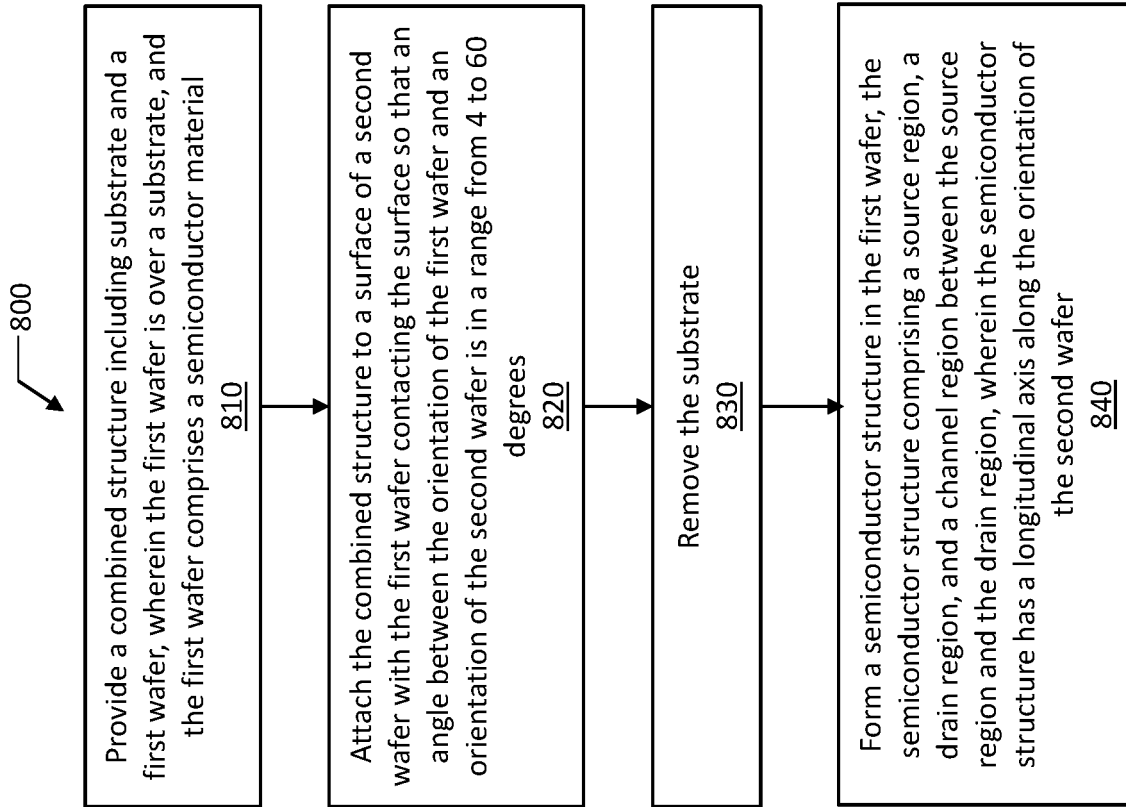 800
Provide a combined structure including substrate and a
first wafer, wherein the first wafer is over a substrate, and
the first wafer comprises a semiconductor material
810
Attach the combined structure to a surface of a second
wafer with the first wafer contacting the surface so that an
angle between the orientation of the first wafer and an
orientation of the second wafer is in a range from 4 to 60
degrees
820
Remove the substrate
830
Form a semiconductor structure in the first wafer, the
semiconductor structure comprising a source region, a
drain region, and a channel region between the source
region and the drain region, wherein the semiconductor
structure has a longitudinal axis along the orientation of
the second wafer
840